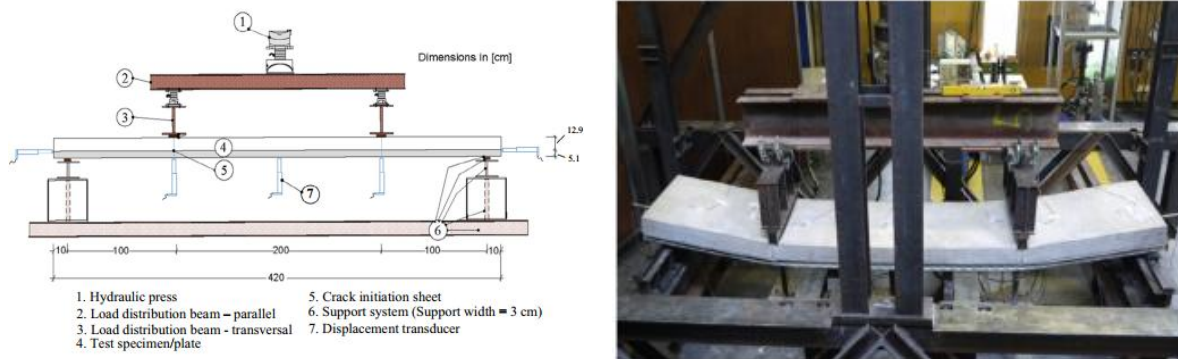 1
Dimensions in [cm]
2
3
4
12.9
5.1
5
7
6
10 100 200 100 10
420
1. Hydraulic press
2. Load distribution beam – parallel
3. Load distribution beam - transversal
4. Test specimen/plate
5. Crack initiation sheet
6. Support system (Support width = 3 cm)
7. Displacement transducer